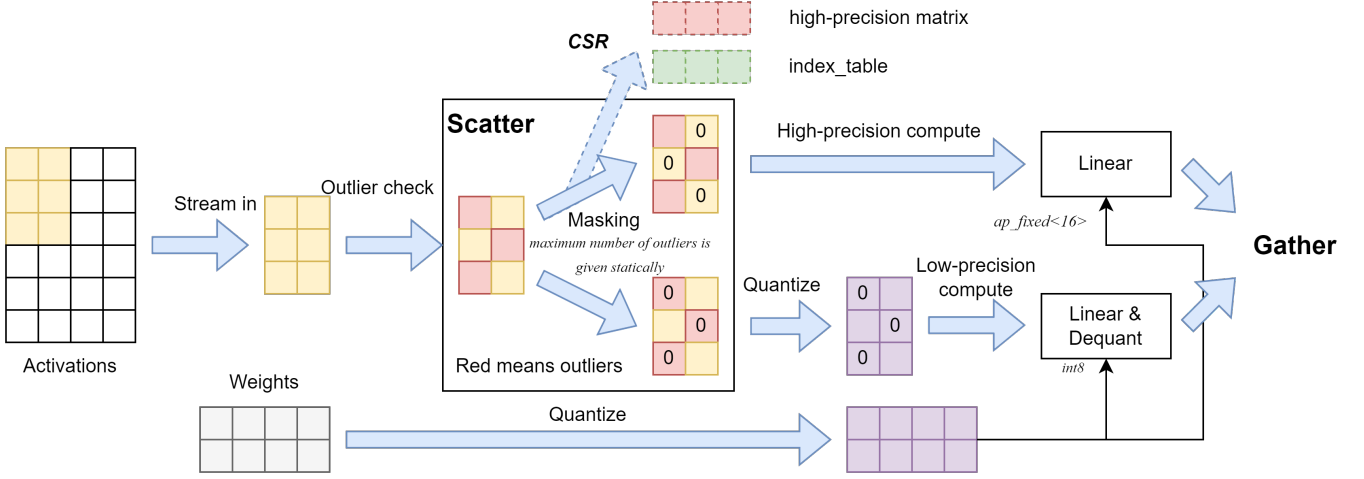 high-precision matrix
CSR
index_table
Scatter
0
High-precision compute
Linear
0
0
Stream in
Outlier check
Masking
maximum number of outliers is
given statically
ap_fixed<16>
Gather
0
0
0
Quantize
0
0
0
Low-precision
compute
Linear &
Dequant
int8
Activations
Red means outliers
Weights
Quantize